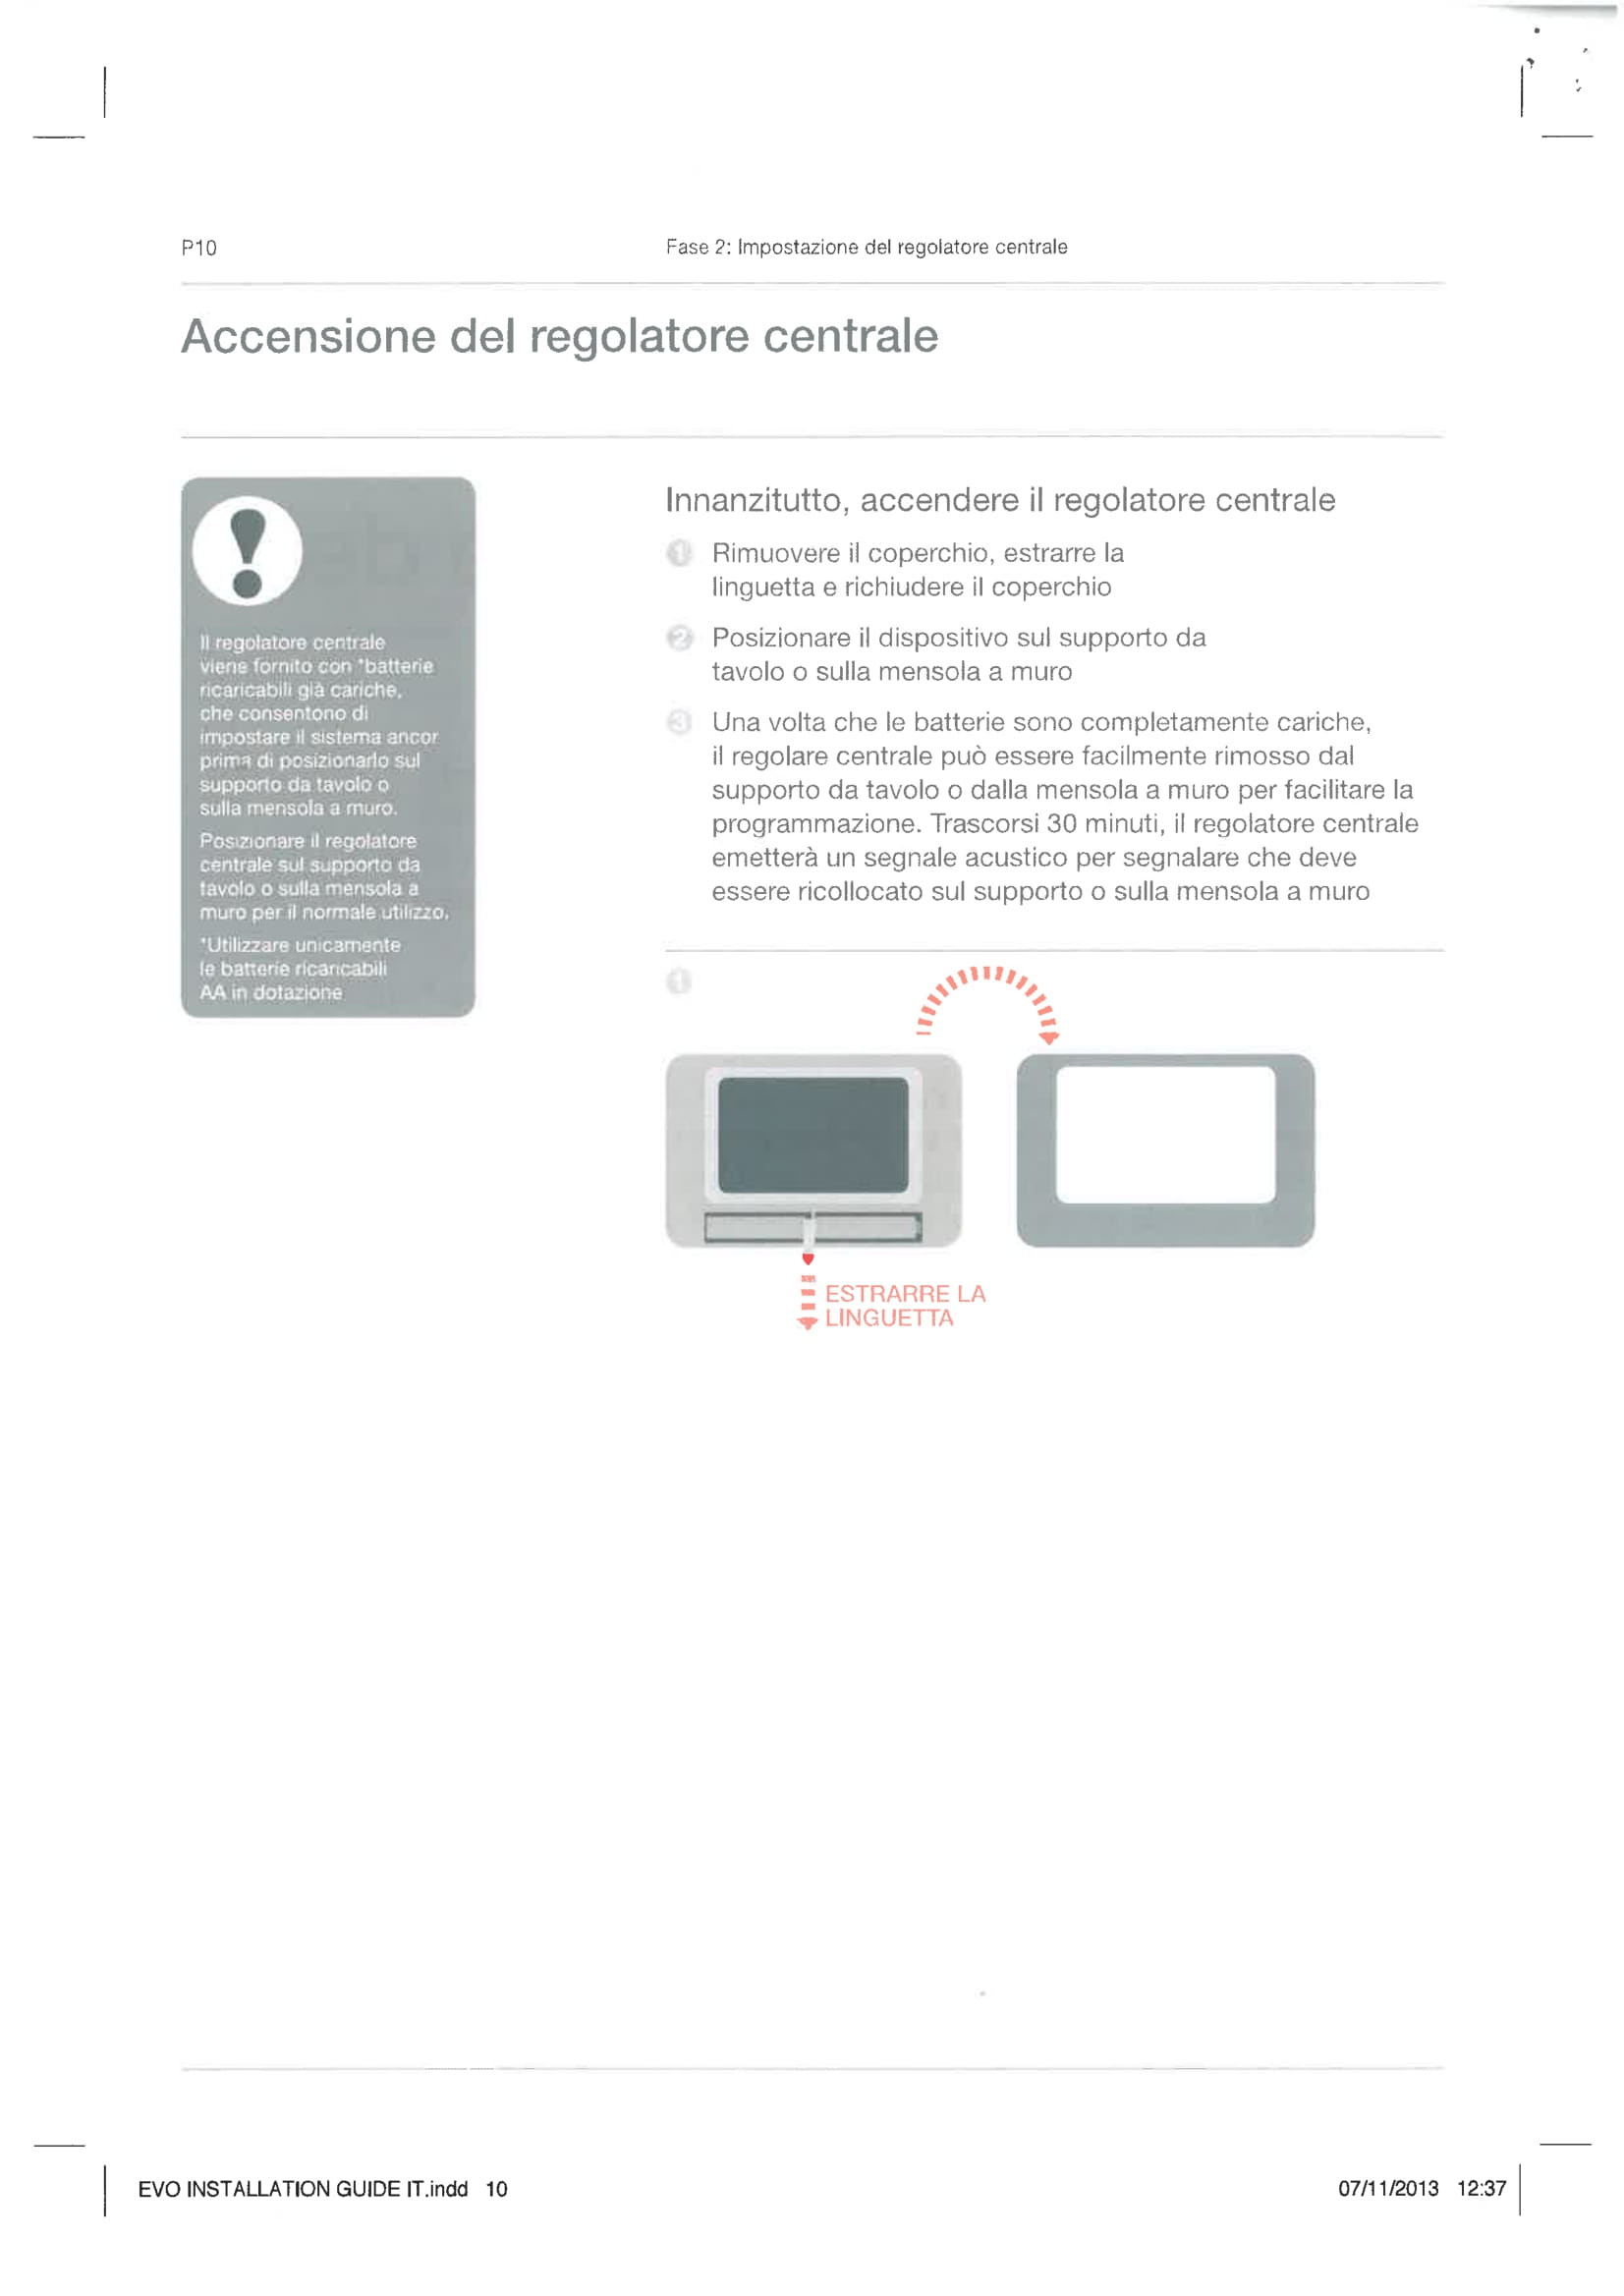 P10
Fase 2: Impostazione del regolatore centrale
Accensione del regolatore centrale
Il regolatore centrale
viene fornito con *batterie
ricaricabili già cariche,
che consentono di
impostare il sistema ancor
prima di posizionarlo sul
supporto da tavolo o
sulla mensola a muro.
Posizionare il regolatore
centrale sul supporto da
tavolo o sulla mensola a
muro per il normale utilizzo.
*Utilizzare unicamente
le batterie ricaricabili
AA in dotazione
Innanzitutto, accendere il regolatore centrale
1 Rimuovere il coperchio, estrarre la
linguetta e richiudere il coperchio
2 Posizionare il dispositivo sul supporto da
tavolo o sulla mensola a muro
3 Una volta che le batterie sono completamente cariche,
il regolare centrale può essere facilmente rimosso dal
supporto da tavolo o dalla mensola a muro per facilitare la
programmazione. Trascorsi 30 minuti, il regolatore centrale
emetterà un segnale acustico per segnalare che deve
essere ricollocato sul supporto o sulla mensola a muro
1
ESTRARRE LA
LINGUETTA
EVO INSTALLATION GUIDE IT.indd 10
07/11/2013 12:37